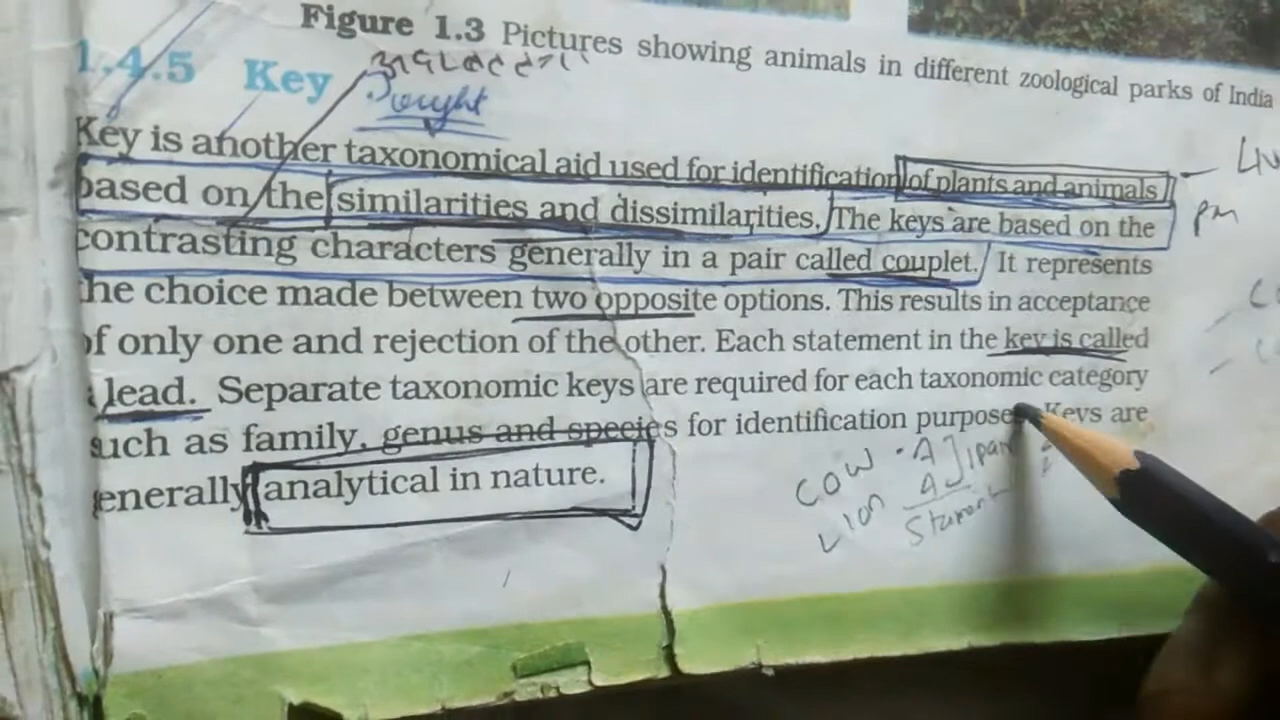 Figure 1.3 Pictures showing animals in different zoological parks of India
1.4.5 Key
Key is another taxonomical aid used for identification of plants and animals
based on the similarities and dissimilarities. The keys are based on the
contrasting characters generally in a pair called couplet. It represents
he choice made between two opposite options. This results in acceptance
of only one and rejection of the other. Each statement in the key is called
lead. Separate taxonomic keys are required for each taxonomic category
such as family, genus and species for identification purposes. Keys are
enerally analytical in nature.
COW
Lion